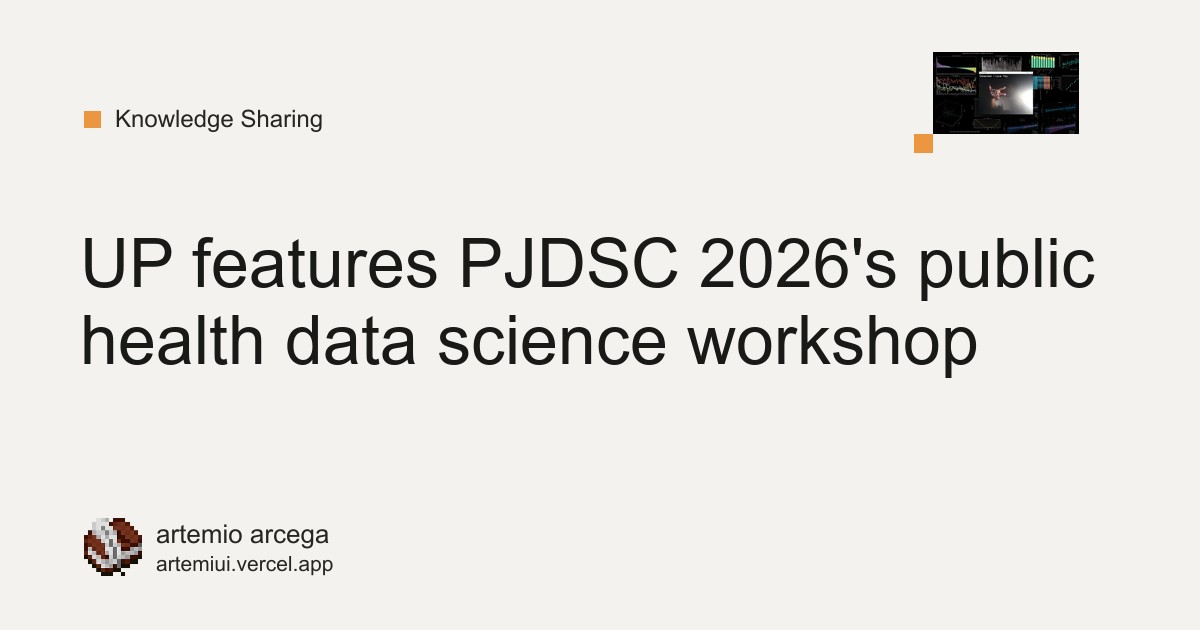 Knowledge Sharing
UP features PJDSC 2026's public
health data science workshop
artemio arcega
artemiui.vercel.app